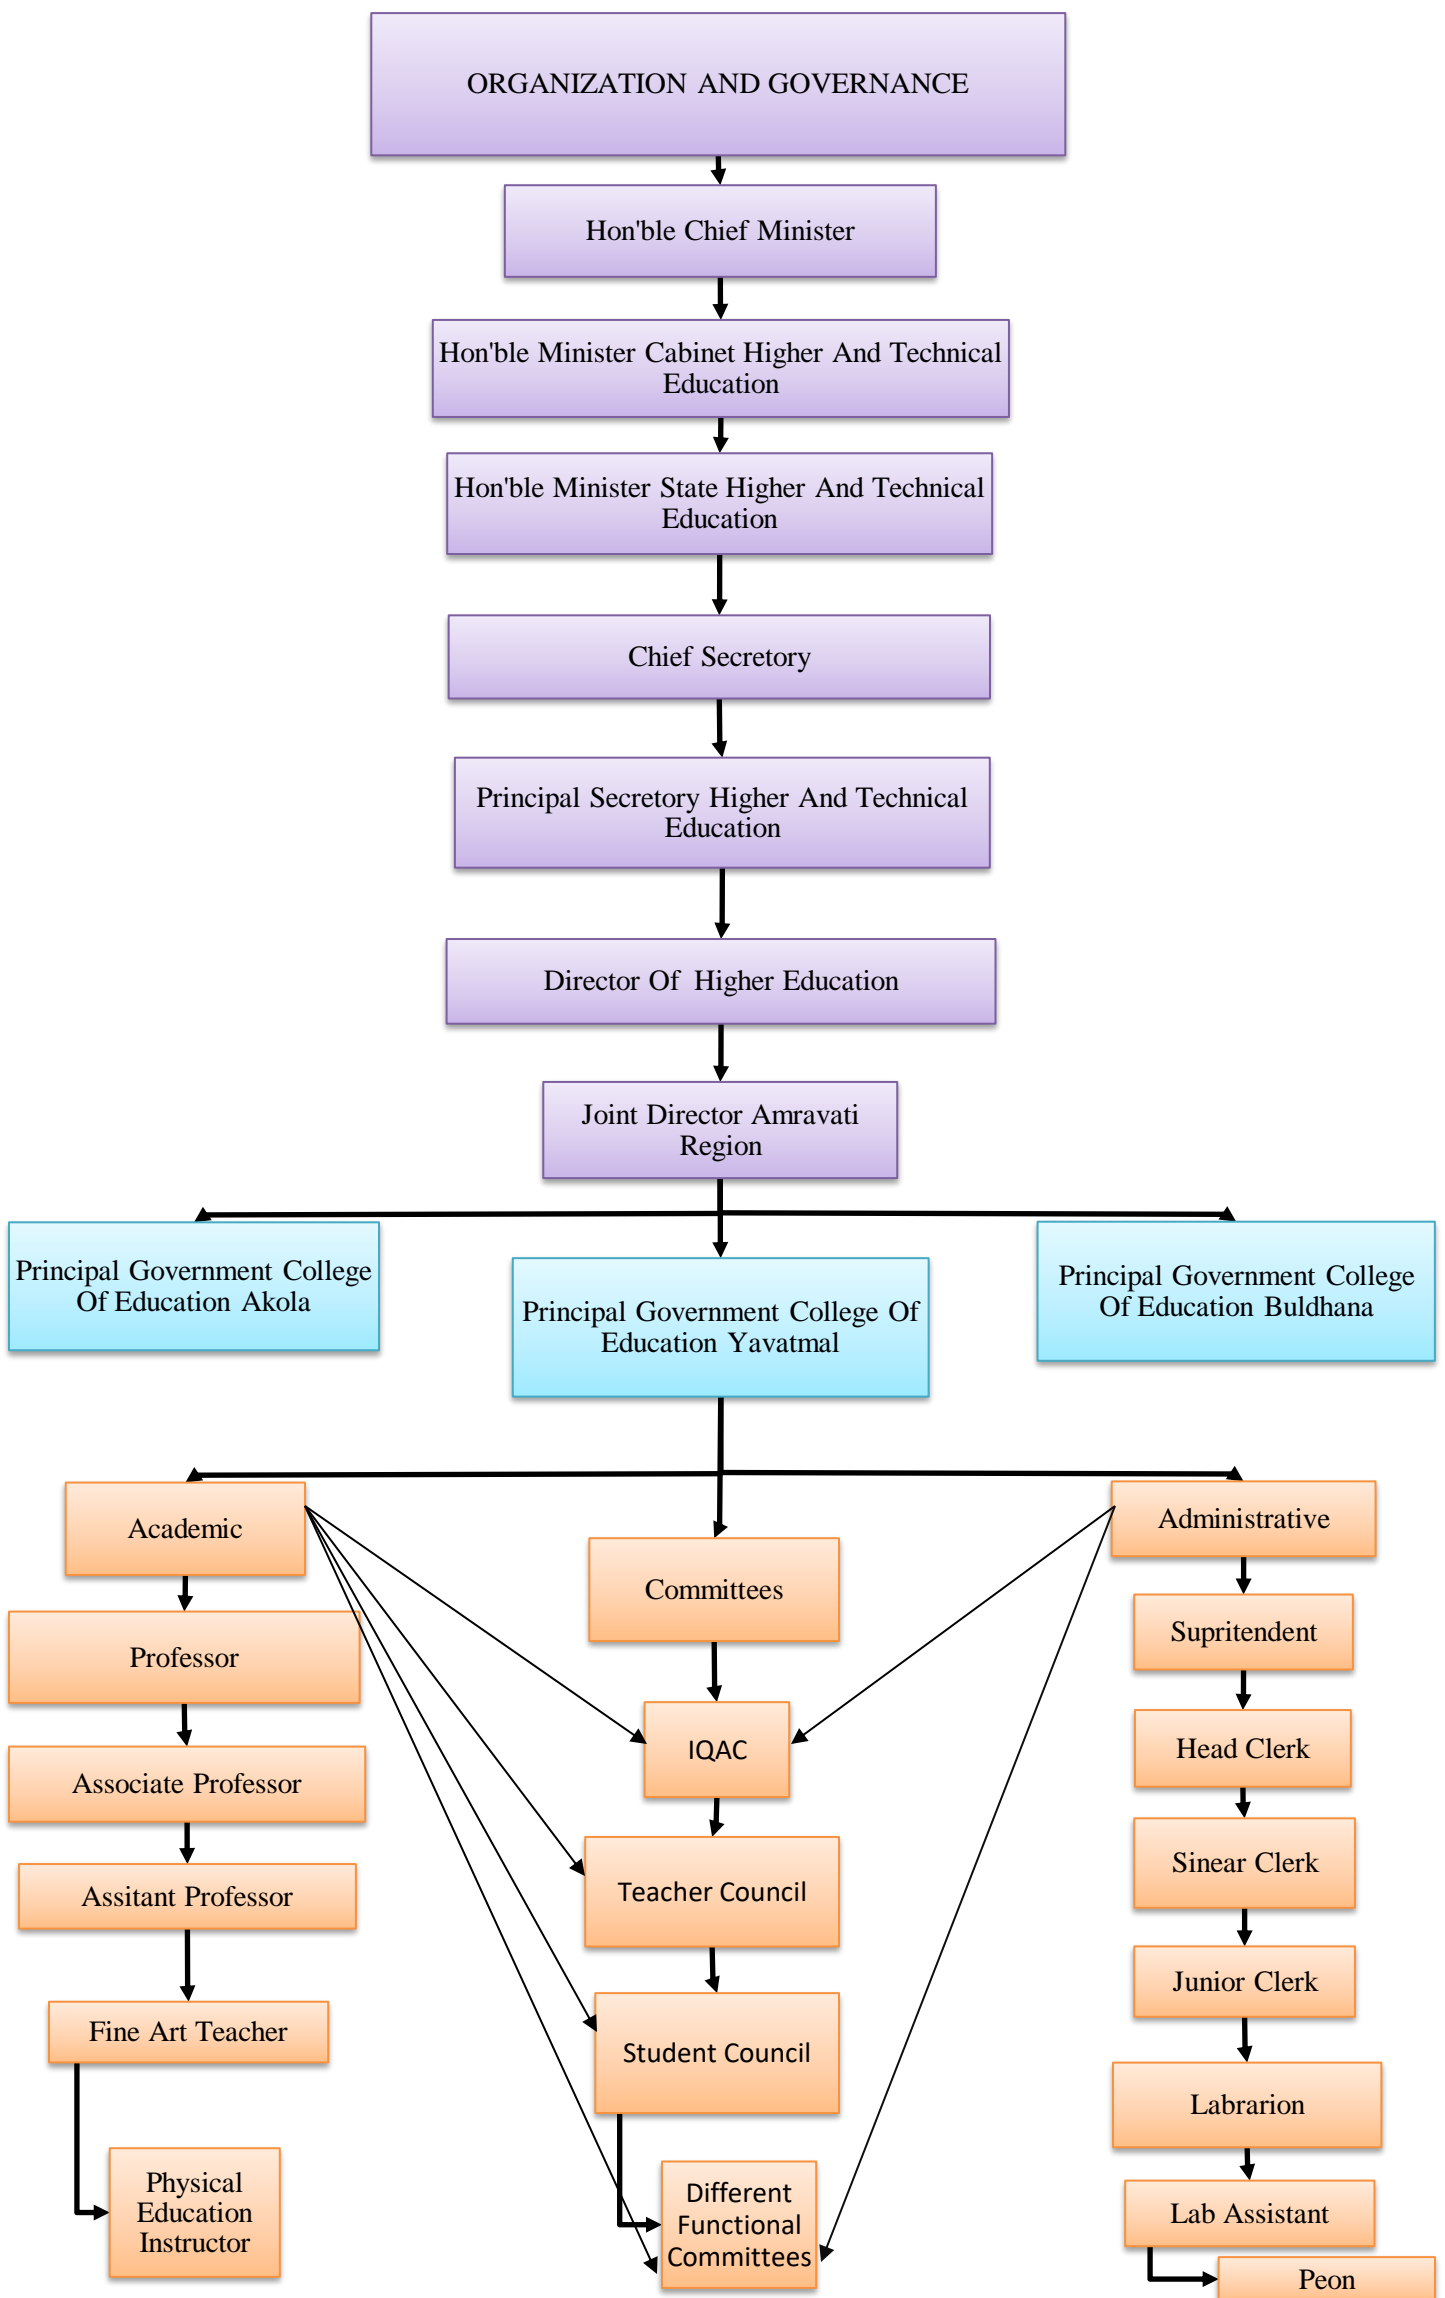 ORGANIZATION AND GOVERNANCE
Hon'ble Chief Minister
Hon'ble Minister Cabinet Higher And Technical
Education
Hon'ble Minister State Higher And Technical
Education
Chief Secretory
Principal Secretory Higher And Technical
Education
Director Of Higher Education
Joint Director Amravati
Region
Principal Government College
Of Education Akola
Principal Government College Of
Education Yavatmal
Principal Government College
Of Education Buldhana
Academic
Professor
Associate Professor
Assitant Professor
Fine Art Teacher
Physical
Education
Instructor
Committees
IQAC
Teacher Council
Student Council
Different
Functional
Committees
Administrative
Supritendent
Head Clerk
Sinear Clerk
Junior Clerk
Labrarion
Lab Assistant
Peon